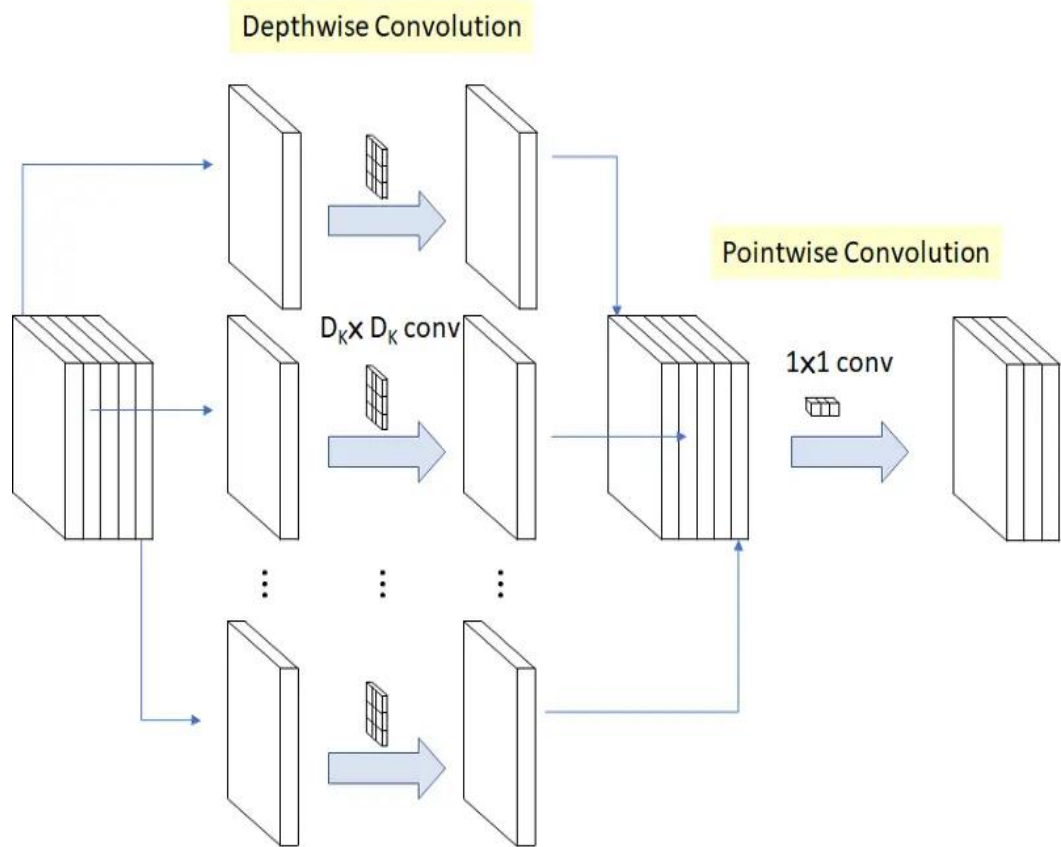 Depthwise Convolution
Pointwise Convolution
Dₖx Dₖ conv
1x1 conv